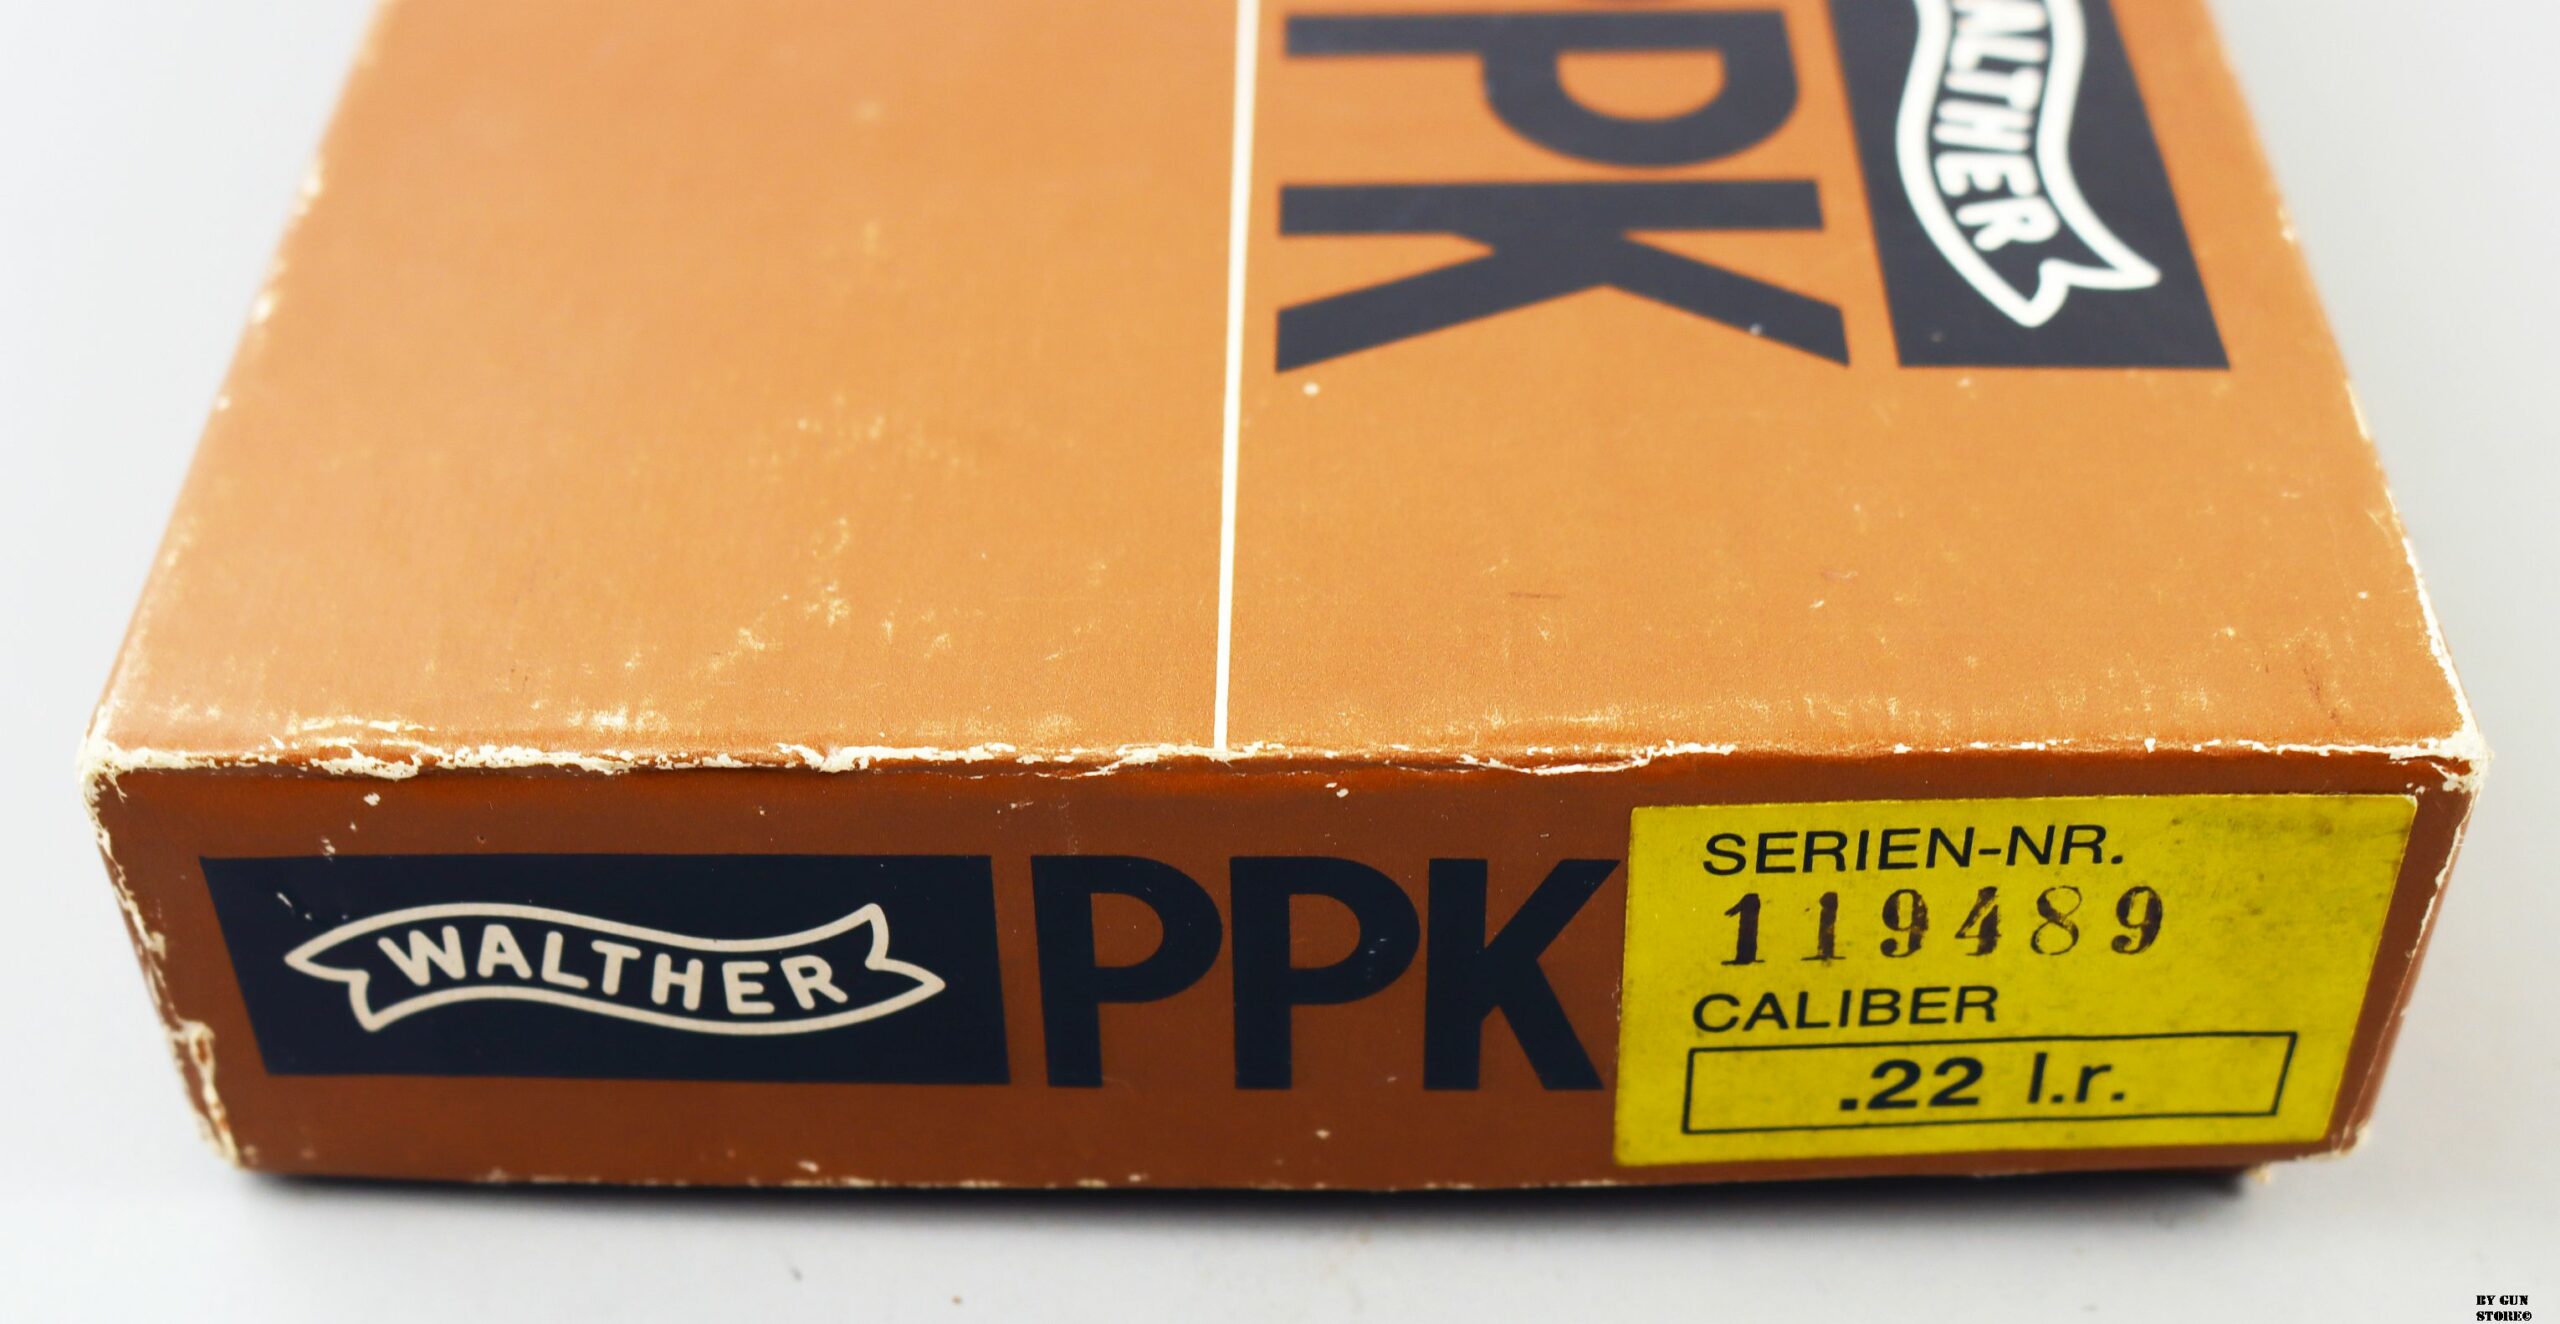 PPK
WALTHER
WALTHER
PPK
SERIEN-NR.
119489
CALIBER
.22 l.r.
BY GUN
STORE©